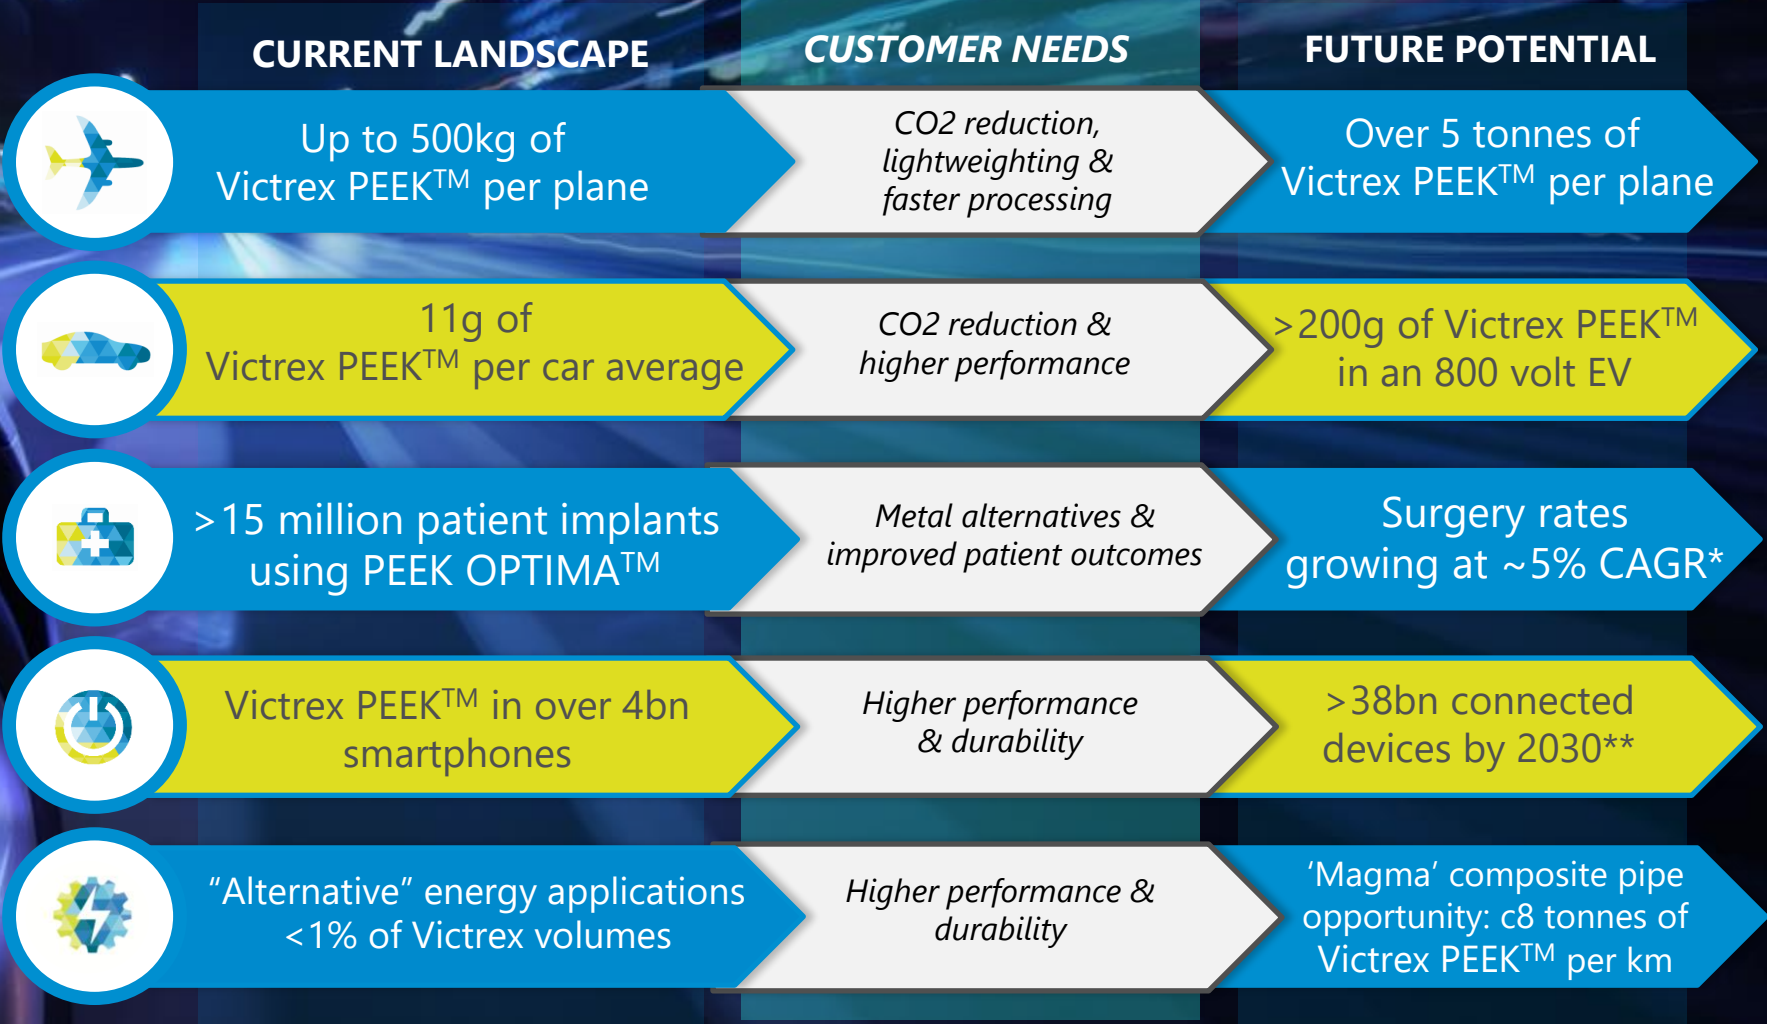 CURRENT LANDSCAPE
CUSTOMER NEEDS
FUTURE POTENTIAL
Up to 500kg of
Victrex PEEK™ per plane
CO2 reduction,
lightweighting &
faster processing
Over 5 tonnes of
Victrex PEEK™ per plane
11g of
Victrex PEEK™ per car average
CO2 reduction &
higher performance
>200g of Victrex PEEK™
in an 800 volt EV
>15 million patient implants
using PEEK OPTIMA™
Metal alternatives &
improved patient outcomes
Surgery rates
growing at ~5% CAGR*
Victrex PEEK™ in over 4bn
smartphones
Higher performance
& durability
>38bn connected
devices by 2030**
“Alternative” energy applications
<1% of Victrex volumes
Higher performance &
durability
‘Magma’ composite pipe
opportunity: c8 tonnes of
Victrex PEEK™ per km